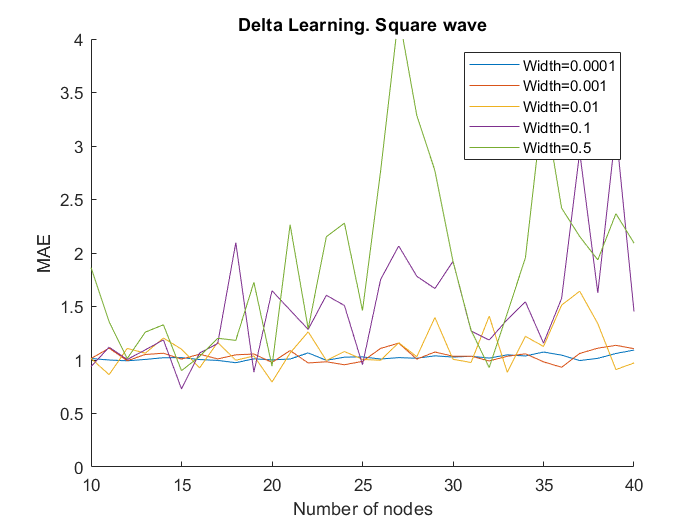 Delta Learning. Square wave
4
3.5
3
2.5
2
1.5
1
0.5
0
MAE
Width=0.0001
Width=0.001
Width=0.01
Width=0.1
Width=0.5
10
15
20
25
30
35
40
Number of nodes